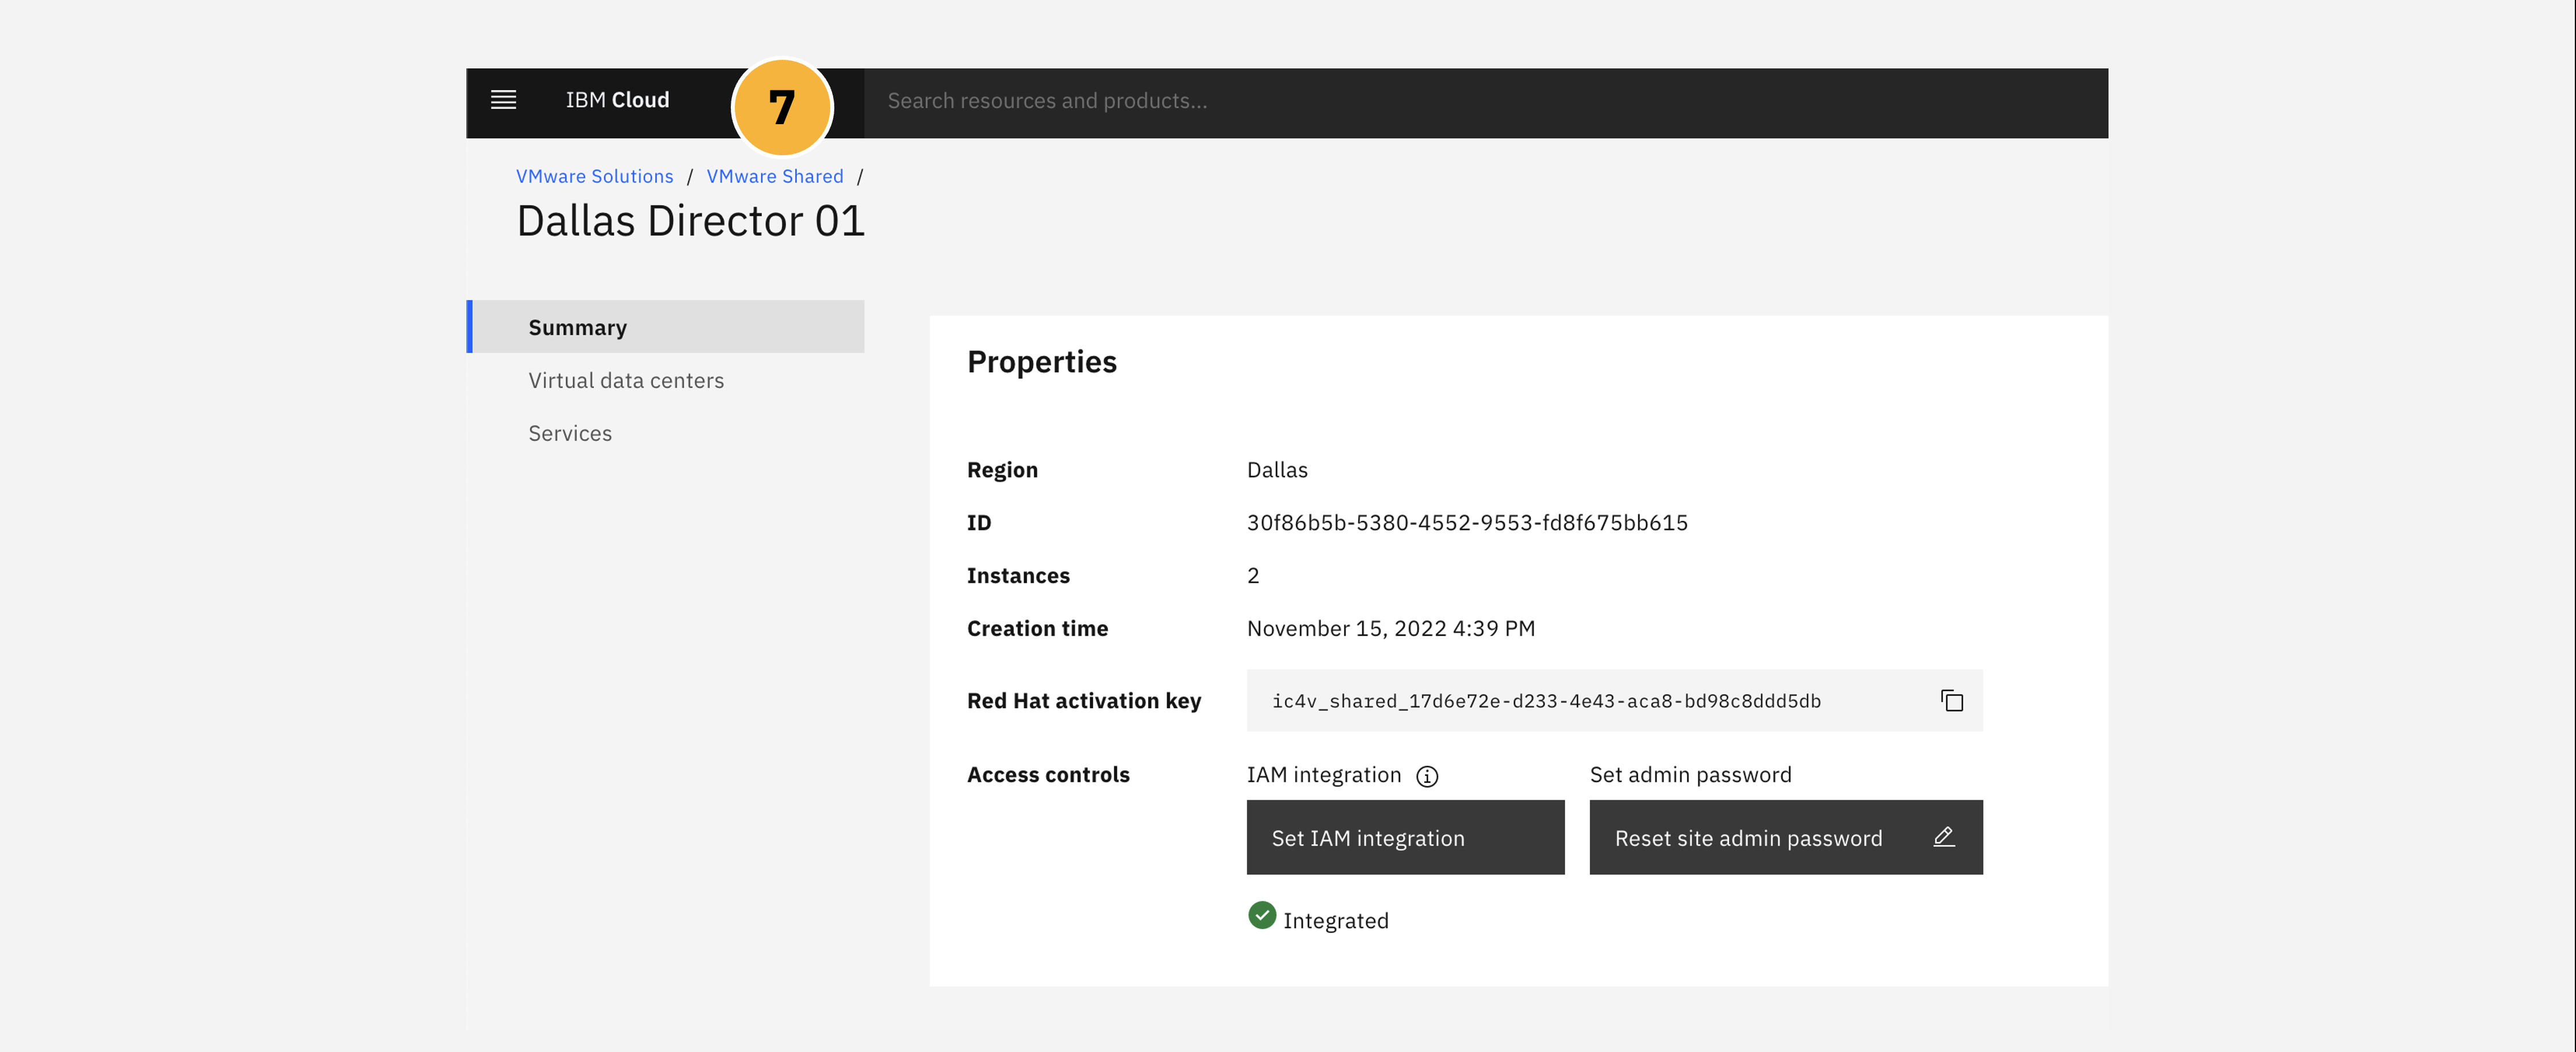 IBM Cloud
7
Search resources and products...
VMware Solutions / VMware Shared /
Dallas Director 01
Summary
Virtual data centers
Services
Properties
Region Dallas
ID 30f86b5b-5380-4552-9553-fd8f675bb615
Instances 2
Creation time November 15, 2022 4:39 PM
Red Hat activation key ic4v_shared_17d6e72e-d233-4e43-aca8-bd98c8ddd5db
Access controls IAM integration Set admin password
Set IAM integration Reset site admin password
Integrated